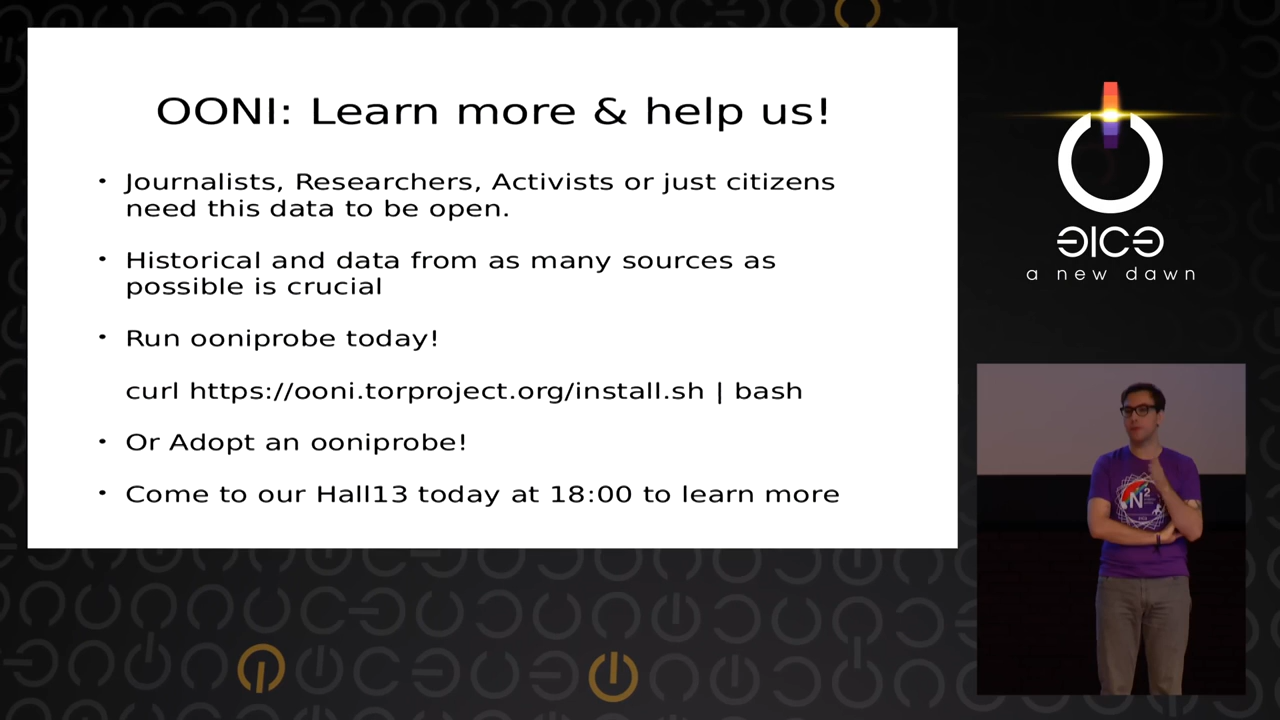 OONI: Learn more & help us!
• Journalists, Researchers, Activists or just citizens
need this data to be open.
• Historical and data from as many sources as
possible is crucial
• Run ooniprobe today!
curl https://ooni.torproject.org/install.sh | bash
• Or Adopt an ooniprobe!
• Come to our Hall13 today at 18:00 to learn more
31C3
a new dawn
N²